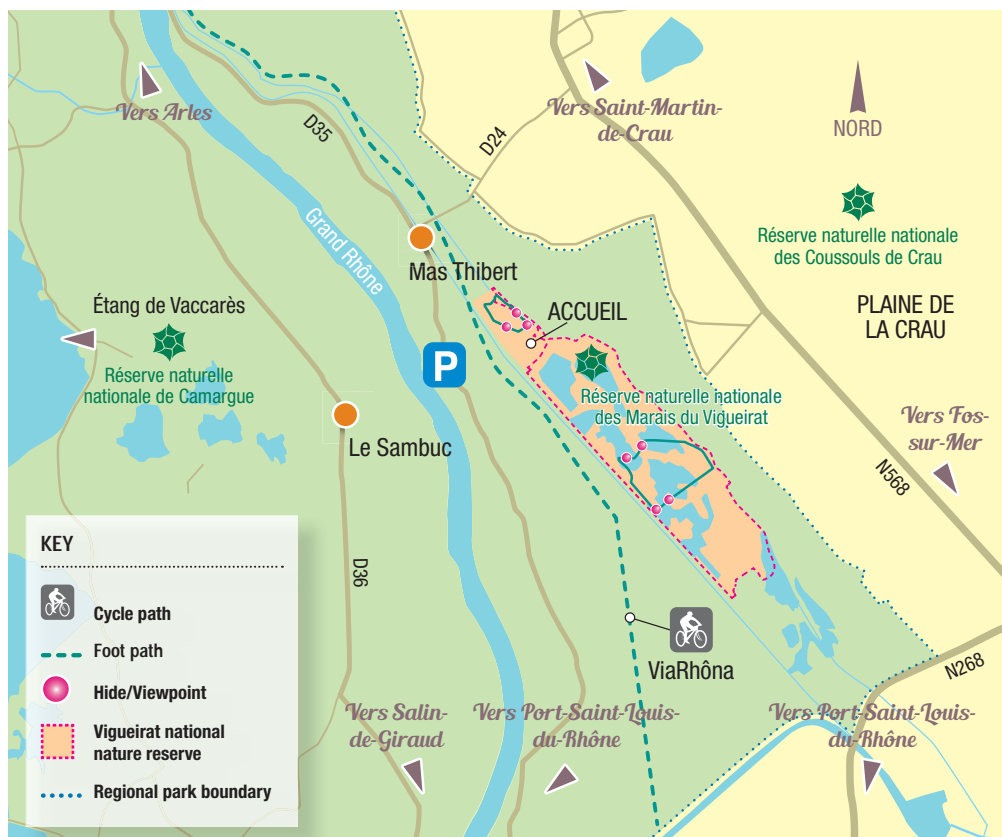 Vers Arles
D35
D24
Vers Saint-Martin-
de-Crau
NORD
Grand Rhône
Mas Thibert
Réserve naturelle nationale
des Coussouls de Crau
PLAINE DE
LA CRAU
Étang de Vaccarès
Réserve naturelle
nationale de Camargue
ACCUEIL
P
Réserve naturelle nationale
des Marais du Vigueirat
Le Sambuc
Vers Fos-
sur-Mer
N568
D36
ViaRhôna
N268
Vers Salin-
de-Giraud
Vers Port-Saint-Louis-
du-Rhône
Vers Port-Saint-Louis-
du-Rhône
KEY
Cycle path
Foot path
Hide/Viewpoint
Vigueirat national
nature reserve
Regional park boundary